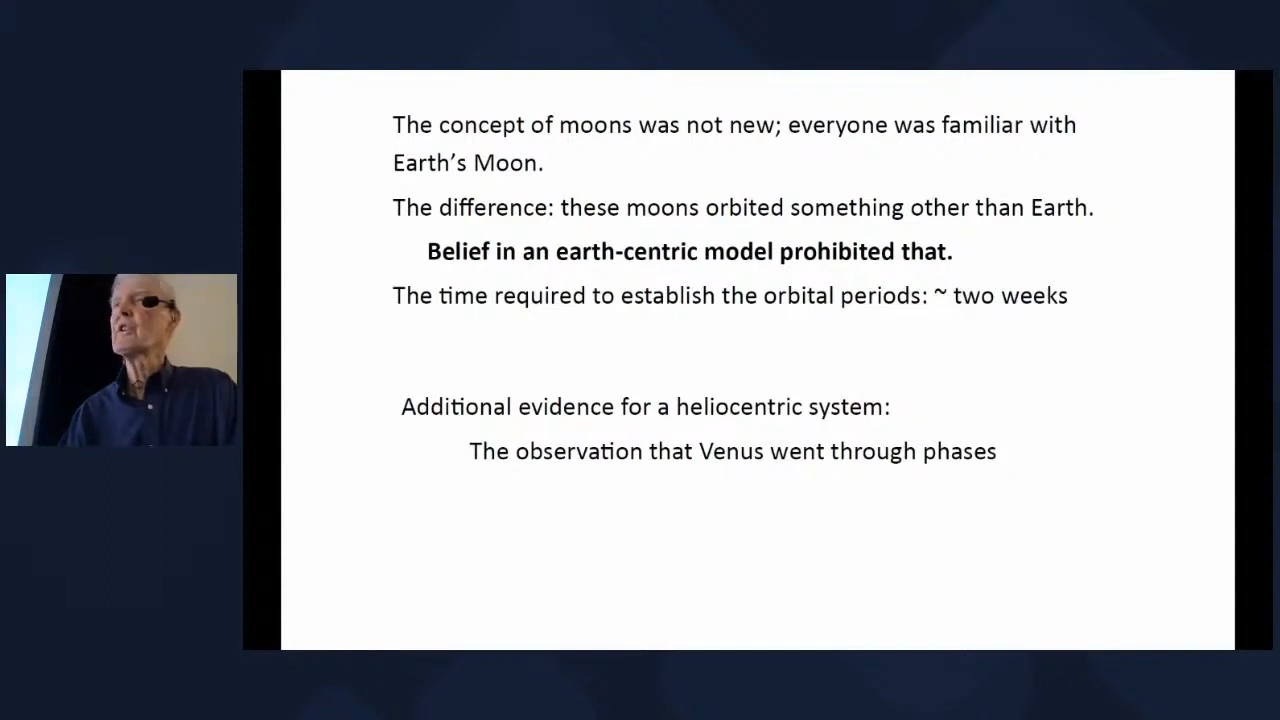 The concept of moons was not new; everyone was familiar with
Earth’s Moon.
The difference: these moons orbited something other than Earth.
Belief in an earth-centric model prohibited that.
The time required to establish the orbital periods: ~ two weeks
Additional evidence for a heliocentric system:
The observation that Venus went through phases